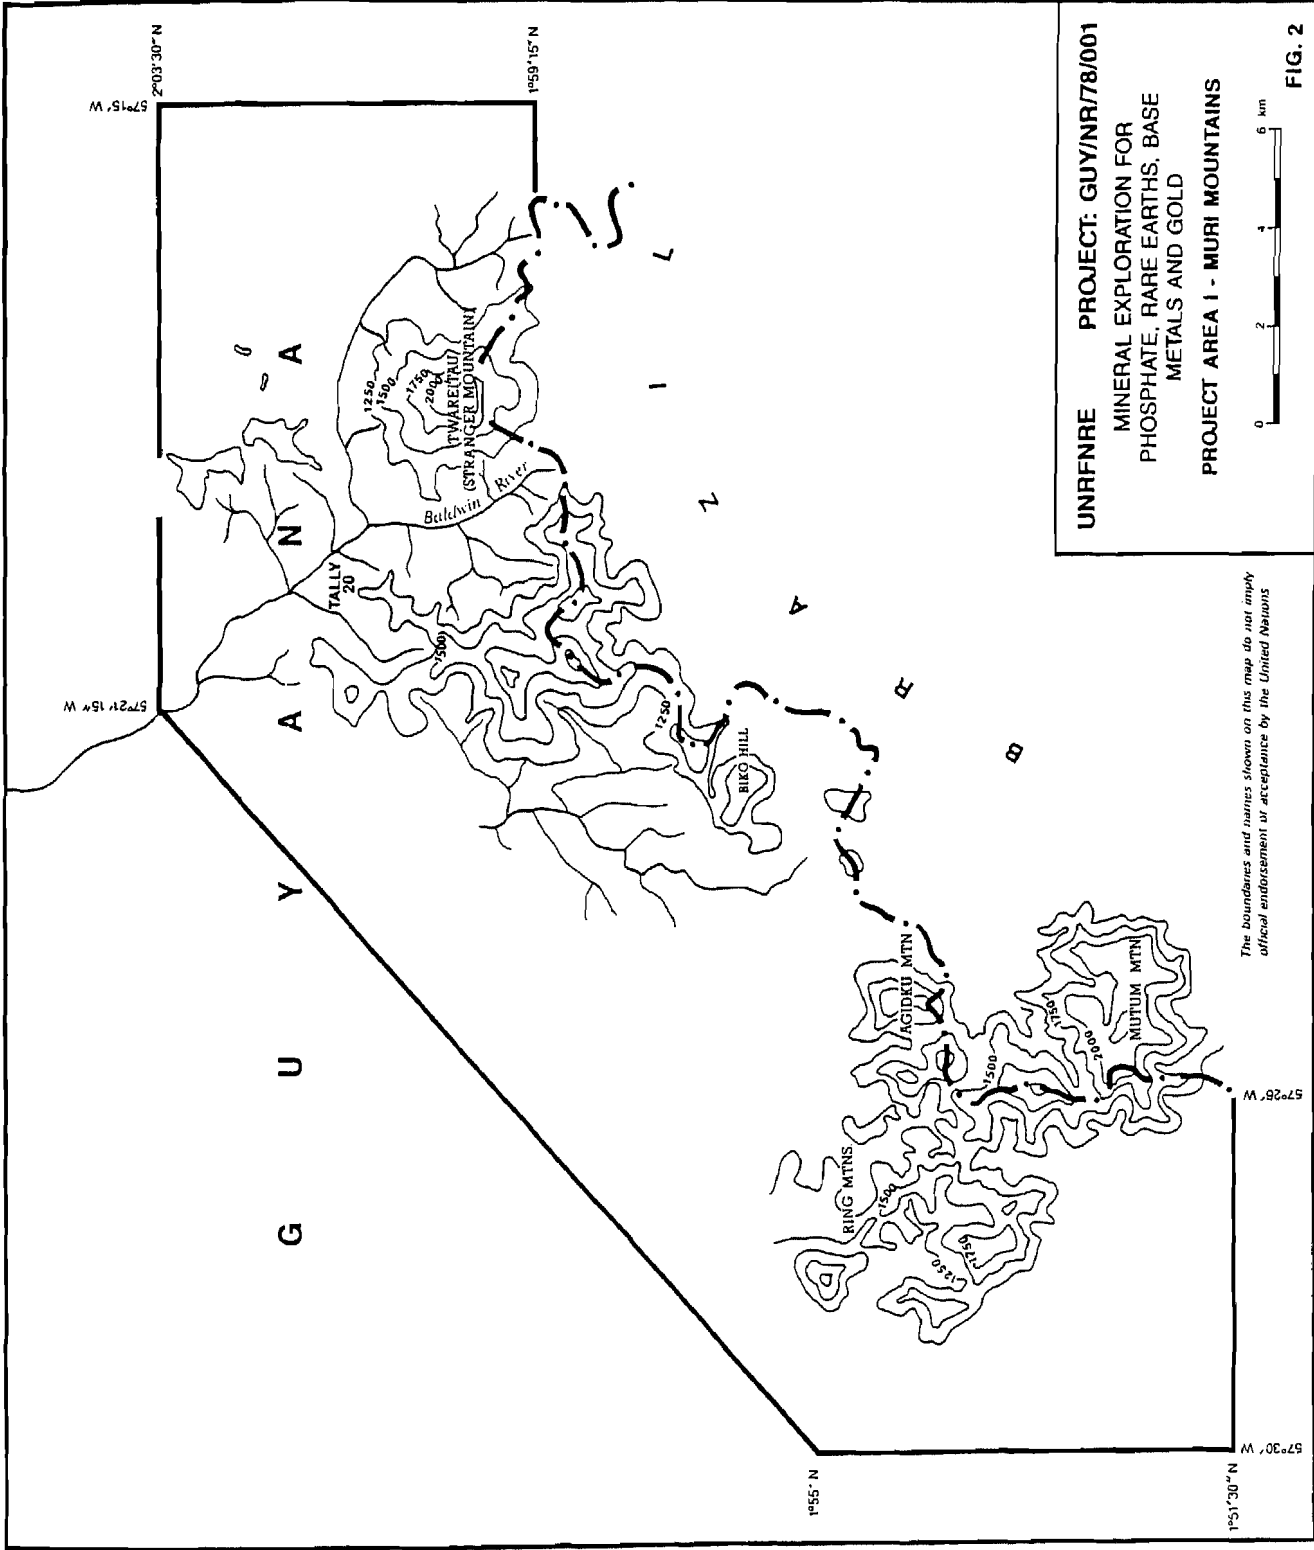 57°21'15" W
57°15' W
2°03'30" N
1°59'15" N
G U Y A N A
TALLY
20
1250
1500
1750
2000
TWAREITAU/
(STRANGER MOUNTAIN)
Baldwin River
1500
1250
BIKO HILL
B R A Z I L
AGIDKU MTN
RING MTNS.
1500
1250
1750
1500
1750
2000
MUTUM MTN
1°55" N
1°51'30" N
57°30' W
57°26' W
The boundaries and names shown on this map do not imply
official endorsement or acceptance by the United Nations
UNRFNRE PROJECT: GUY/NR/78/001
MINERAL EXPLORATION FOR
PHOSPHATE, RARE EARTHS, BASE
METALS AND GOLD
PROJECT AREA I - MURI MOUNTAINS
0 2 4 6 km
FIG. 2